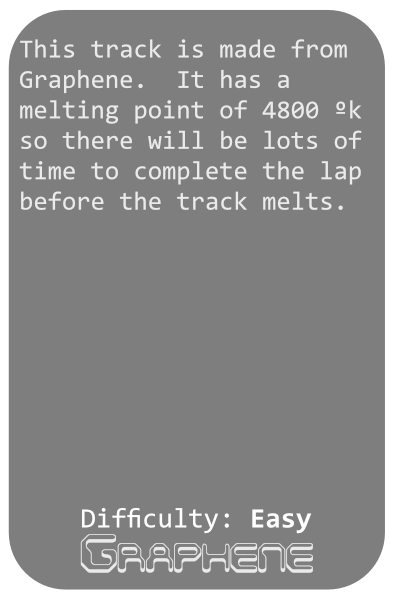 This track is made from
Graphene.  It has a
melting point of 4800 ºk
so there will be lots of
time to complete the lap
before the track melts.
Difficulty: Easy
GRAPHENE